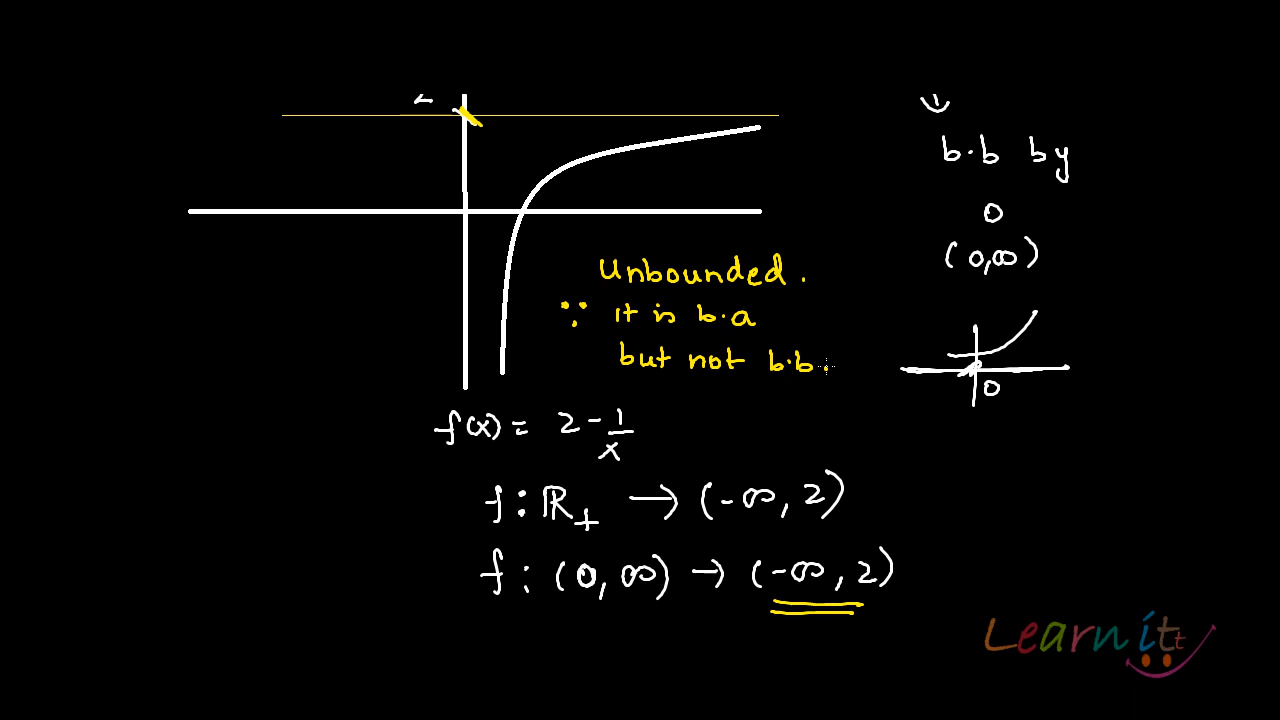 2
b.b by
0
(0,∞)
Unbounded.
∵ it is b.a
but not b.b.
0
f(x) = 2 - 1/x
f : ℝ₊ → (-∞, 2)
f : (0, ∞) → (-∞, 2)
Learnitt